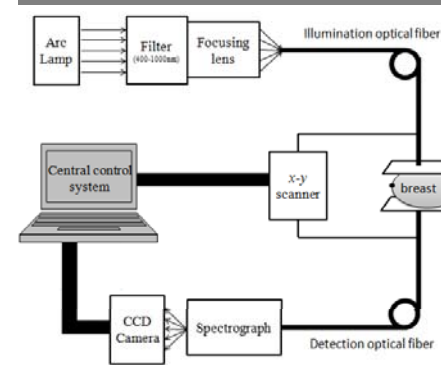 Arc
Lamp
Filter
(400-1000nm)
Focusing
lens
Illumination optical fiber
Central control
system
x-y
scanner
breast
CCD
Camera
Spectrograph
Detection optical fiber